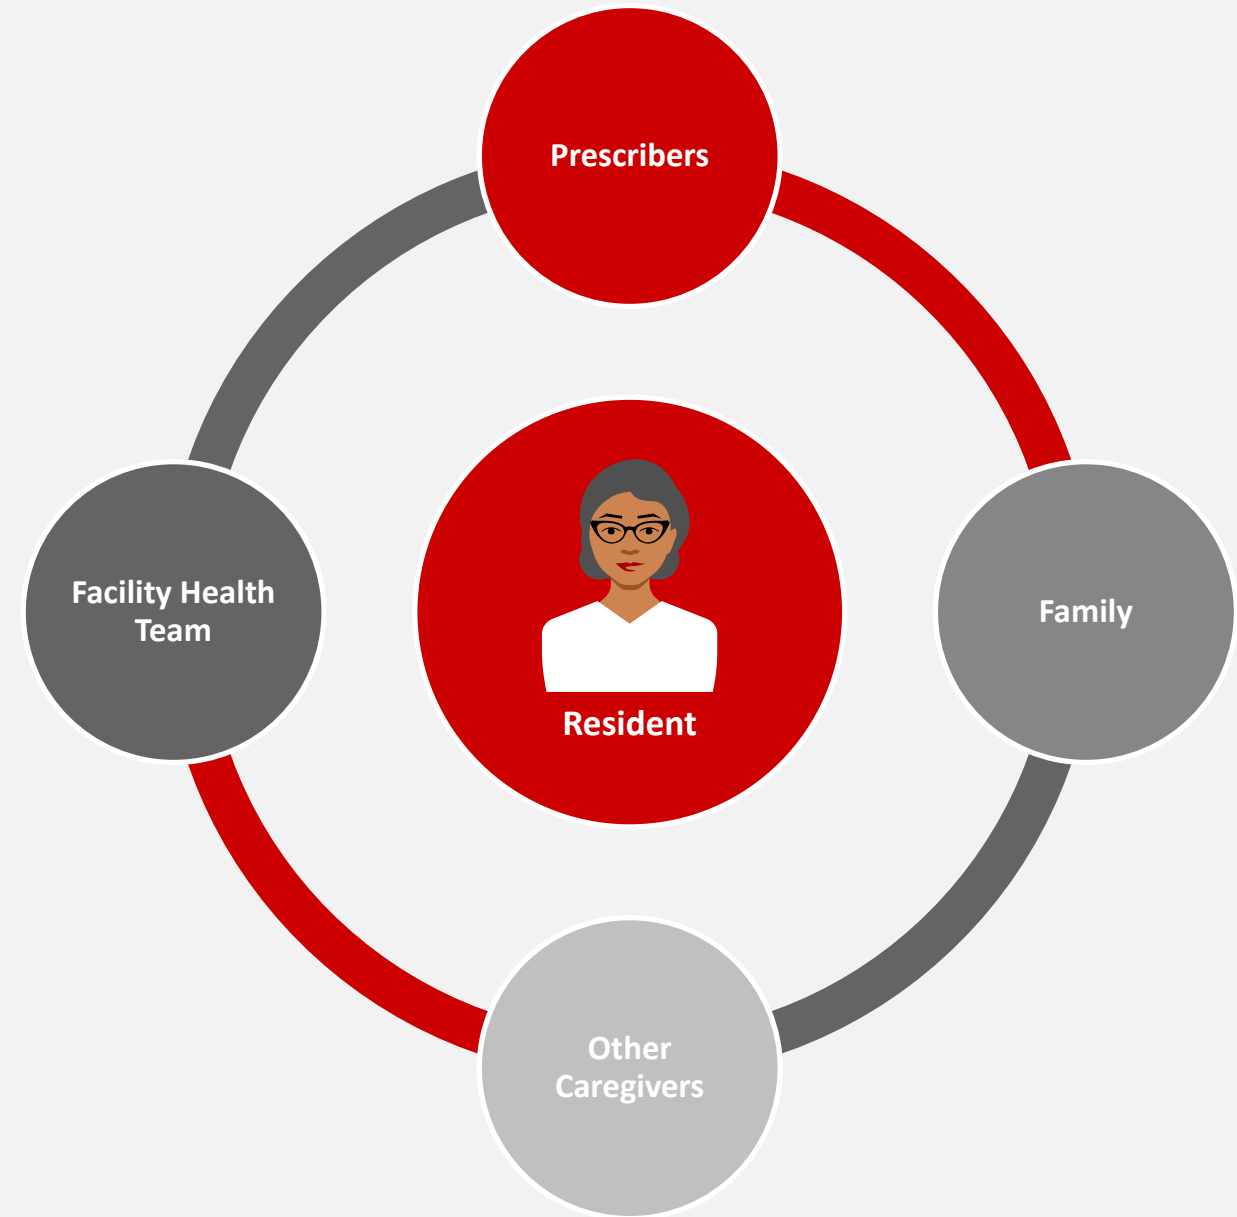 Prescribers
Facility Health
Team
Family
Resident
Other
Caregivers